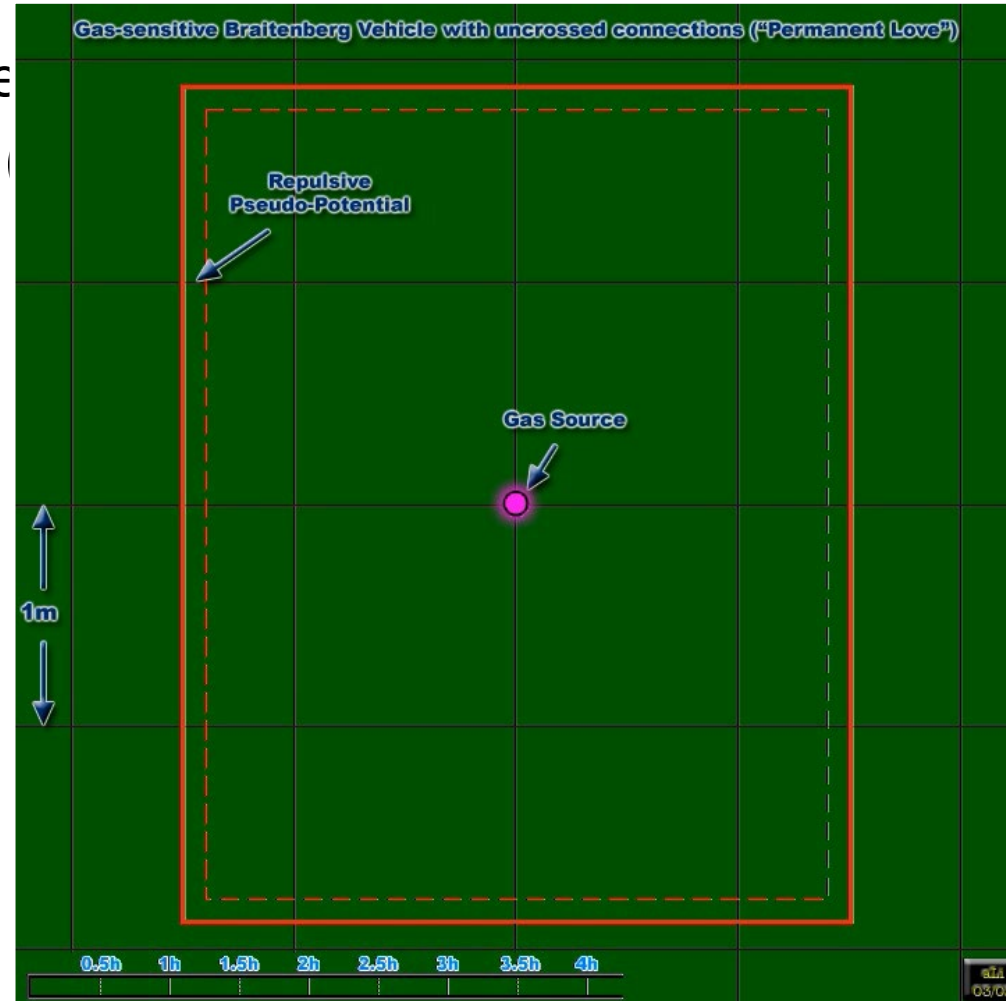 Gas-sensitive Braitenberg Vehicle with uncrossed connections (“Permanent Love”)
Repulsive
Pseudo-Potential
Gas Source
1m
0.5h 1h 1.5h 2h 2.5h 3h 3.5h 4h